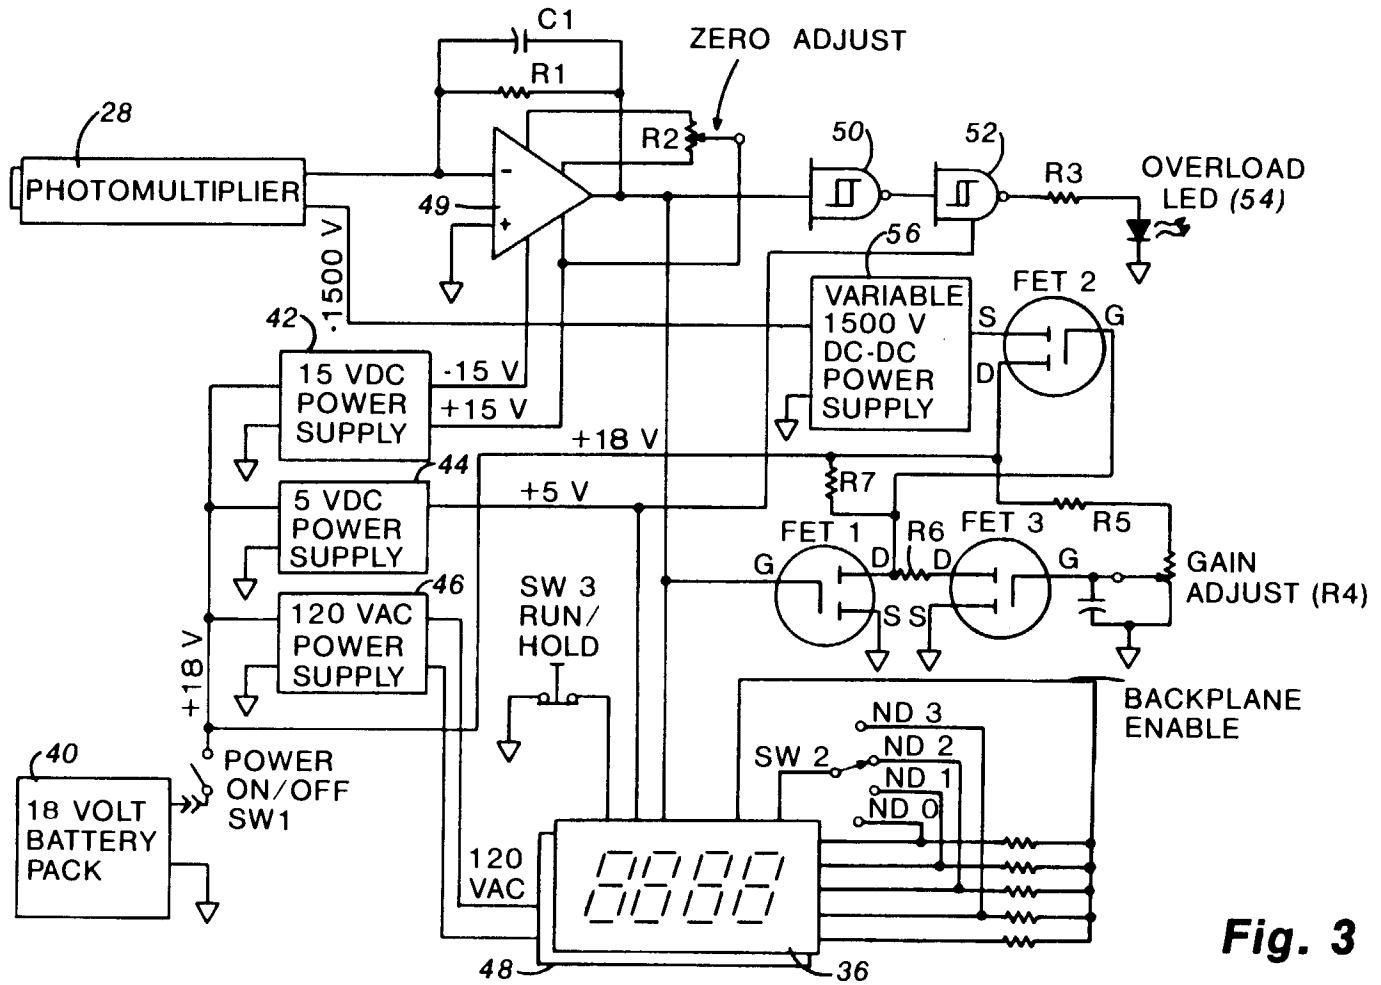 C1
ZERO ADJUST
R1
28
R2
50
52
PHOTOMULTIPLIER
-
49
+
R3
OVERLOAD
LED (54)
-1500 V
56
42
VARIABLE
1500 V
DC-DC
POWER
SUPPLY
FET 2
S
G
D
15 VDC
POWER
SUPPLY
-15 V
+15 V
+18 V
44
R7
5 VDC
POWER
SUPPLY
+5 V
FET 1
R6
FET 3
R5
G
D
D
G
S
S
GAIN
ADJUST (R4)
46
120 VAC
POWER
SUPPLY
SW 3
RUN/
HOLD
+18 V
BACKPLANE
ENABLE
ND 3
SW 2
ND 2
ND 1
ND 0
40
18 VOLT
BATTERY
PACK
POWER
ON/OFF
SW1
120
VAC
8888
48
36
Fig. 3